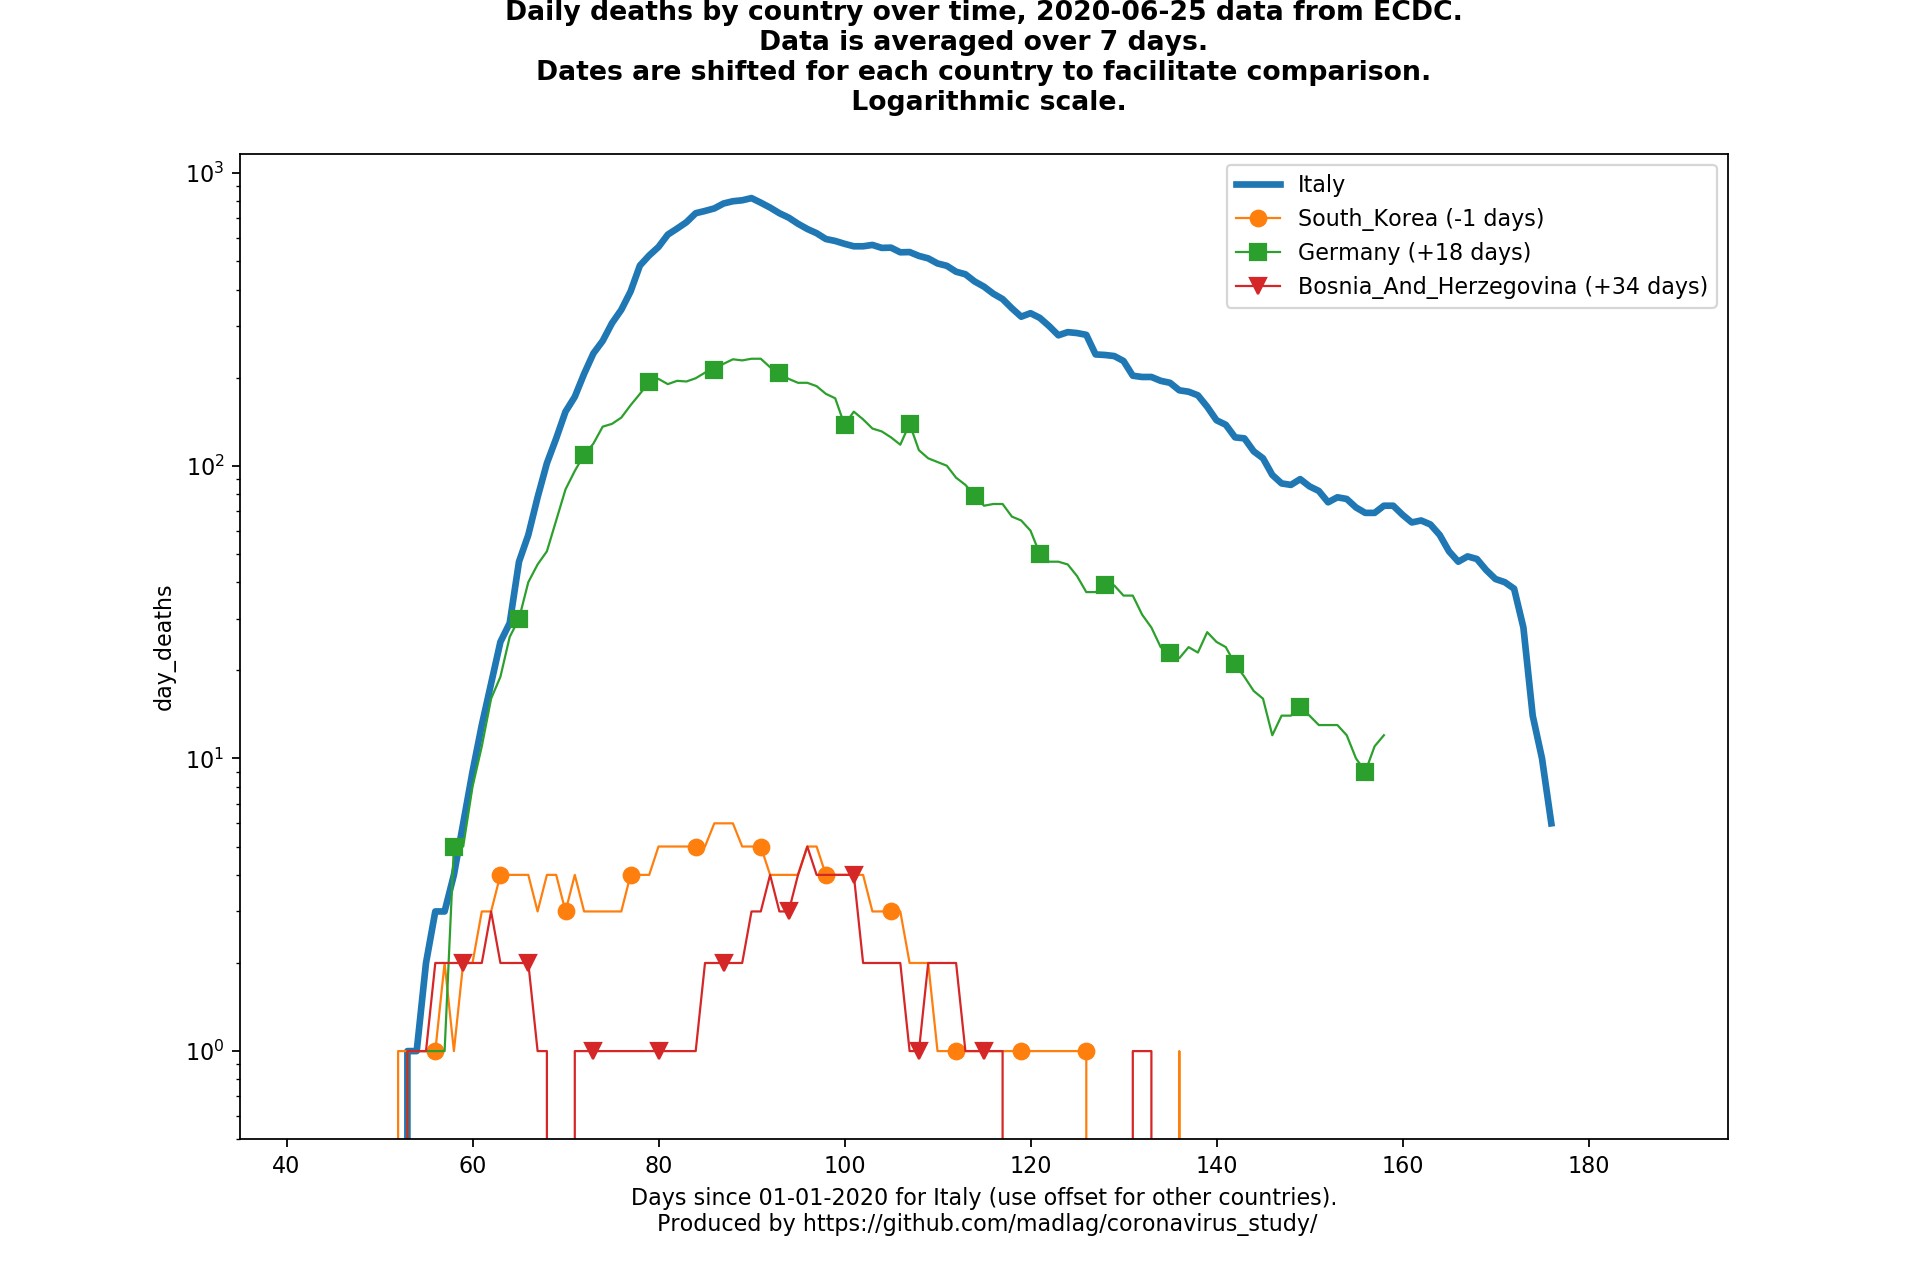 Daily deaths by country over time, 2020-06-25 data from ECDC.
Data is averaged over 7 days.
Dates are shifted for each country to facilitate comparison.
Logarithmic scale.
10³
10²
10¹
10⁰
day_deaths
Italy
South_Korea (-1 days)
Germany (+18 days)
Bosnia_And_Herzegovina (+34 days)
40 60 80 100 120 140 160 180
Days since 01-01-2020 for Italy (use offset for other countries).
Produced by https://github.com/madlag/coronavirus_study/